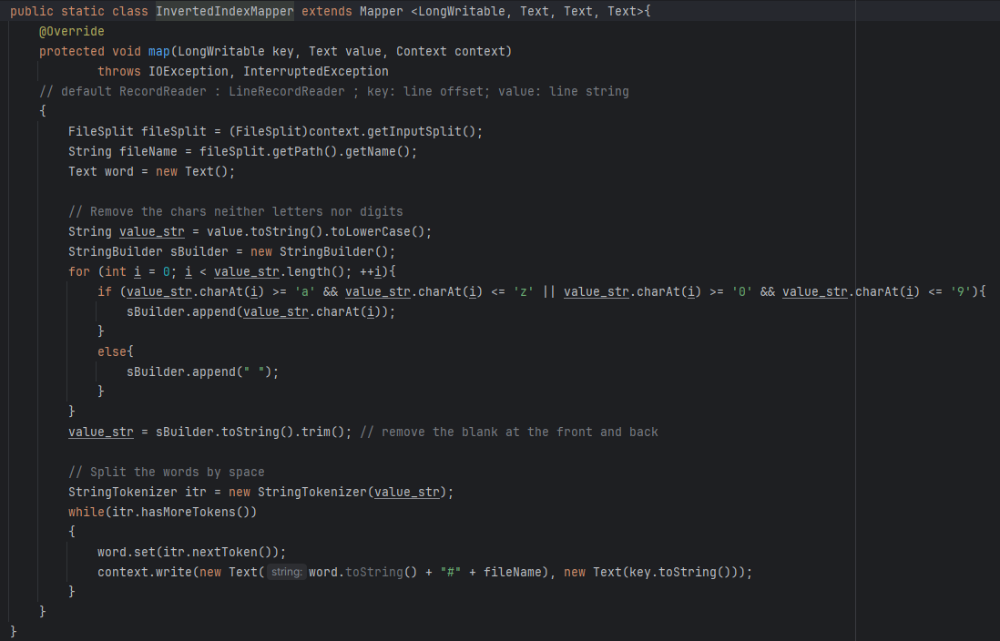 public static class InvertedIndexMapper extends Mapper <LongWritable, Text, Text, Text>{
    @Override
    protected void map(LongWritable key, Text value, Context context)
            throws IOException, InterruptedException
    // default RecordReader : LineRecordReader ; key: line offset; value: line string
    {
        FileSplit fileSplit = (FileSplit)context.getInputSplit();
        String fileName = fileSplit.getPath().getName();
        Text word = new Text();

        // Remove the chars neither letters nor digits
        String value_str = value.toString().toLowerCase();
        StringBuilder sBuilder = new StringBuilder();
        for (int i = 0; i < value_str.length(); ++i){
            if (value_str.charAt(i) >= 'a' && value_str.charAt(i) <= 'z' || value_str.charAt(i) >= '0' && value_str.charAt(i) <= '9'){
                sBuilder.append(value_str.charAt(i));
            }
            else{
                sBuilder.append(" ");
            }
        }
        value_str = sBuilder.toString().trim(); // remove the blank at the front and back

        // Split the words by space
        StringTokenizer itr = new StringTokenizer(value_str);
        while(itr.hasMoreTokens())
        {
            word.set(itr.nextToken());
            context.write(new Text( string: word.toString() + "#" + fileName), new Text(key.toString()));
        }
    }
}